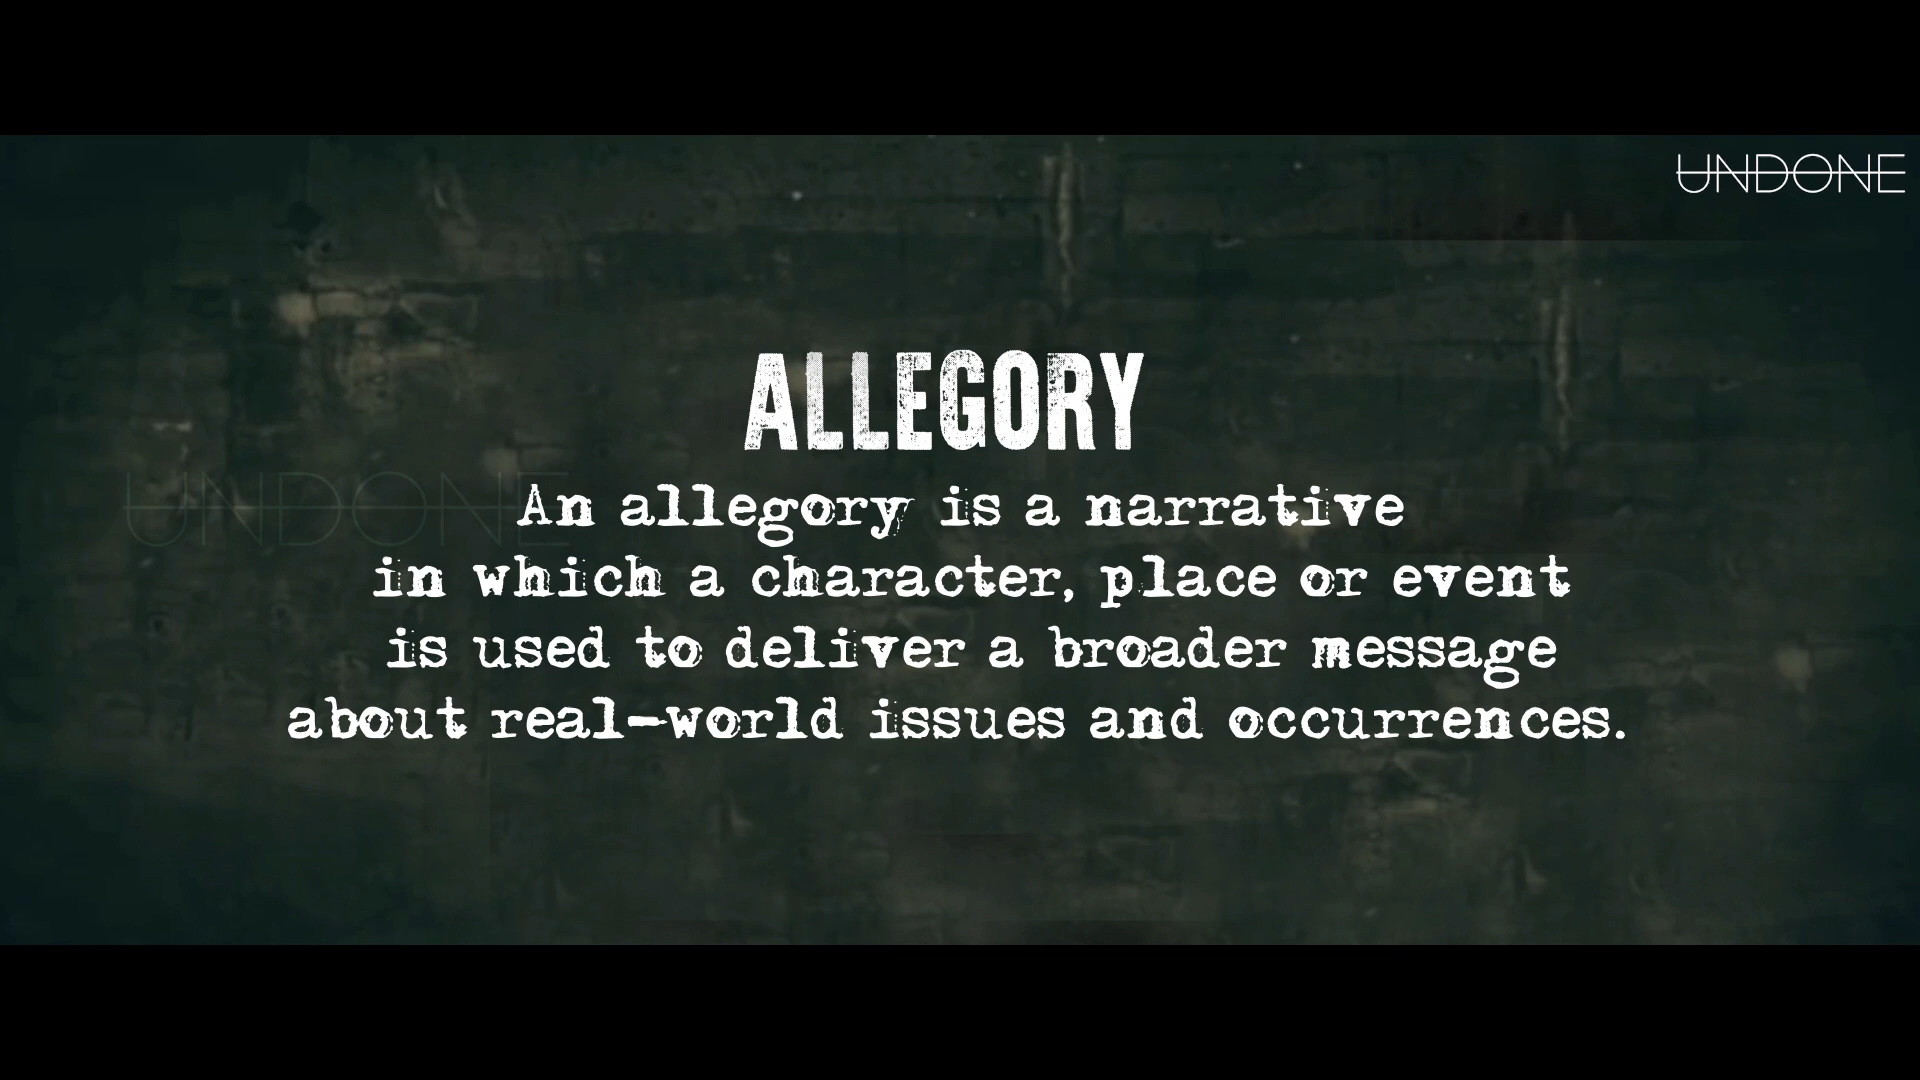 UNDONE
ALLEGORY
UNDONE
An allegory is a narrative
in which a character, place or event
is used to deliver a broader message
about real-world issues and occurrences.